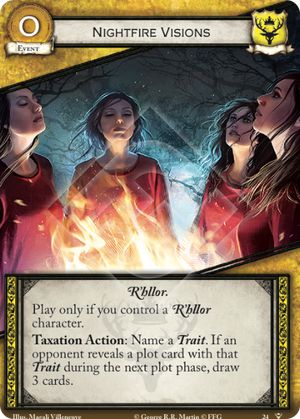 0
EVENT
NIGHTFIRE VISIONS
R'hllor.
Play only if you control a R'hllor
character.
Taxation Action: Name a Trait. If an
opponent reveals a plot card with that
Trait during the next plot phase, draw
3 cards.
Illus. Magali Villeneuve
© George R.R. Martin © FFG
24